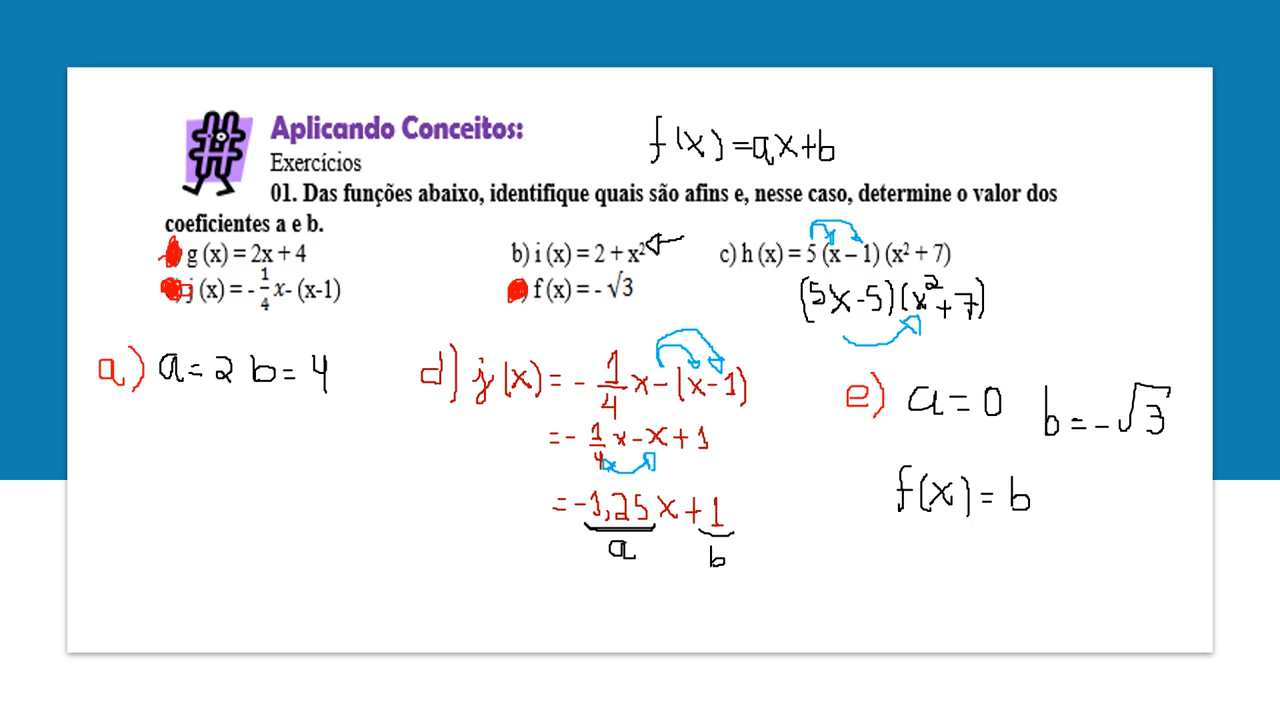 Aplicando Conceitos:
f(x)=ax+b
Exercícios
01. Das funções abaixo, identifique quais são afins e, nesse caso, determine o valor dos
coeficientes a e b.
g (x) = 2x + 4 b) i (x) = 2 + x² c) h (x) = 5 (x – 1) (x² + 7)
j (x) = - 1/4 x- (x-1) ) f (x) = - √3
(5x-5)(x²+7)
a) a=2 b=4
d) j(x) = - 1/4 x - (x-1)
= - 1/4 x - x + 1
= -1,25x + 1
a b
e) a=0 b=-√3
f(x) = b